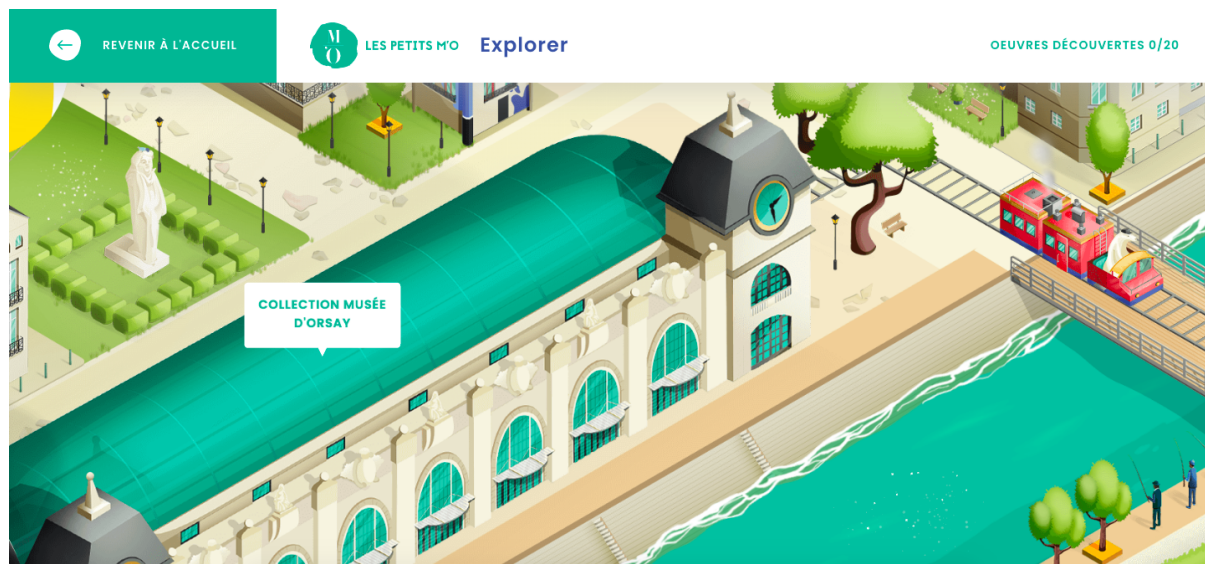 REVENIR À L'ACCUEIL
M'O
LES PETITS M'O
Explorer
OEUVRES DÉCOUVERTES 0/20
COLLECTION MUSÉE
D'ORSAY